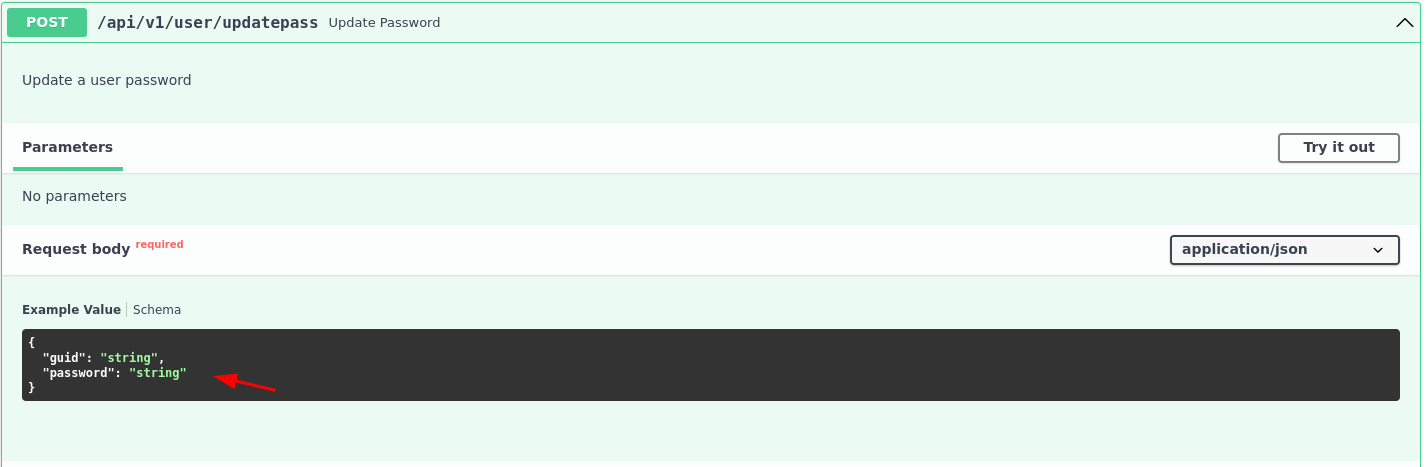 POST /api/v1/user/updatepass Update Password
Update a user password
Parameters Try it out
No parameters
Request body required application/json
Example Value Schema
{
"guid": "string",
"password": "string"
}